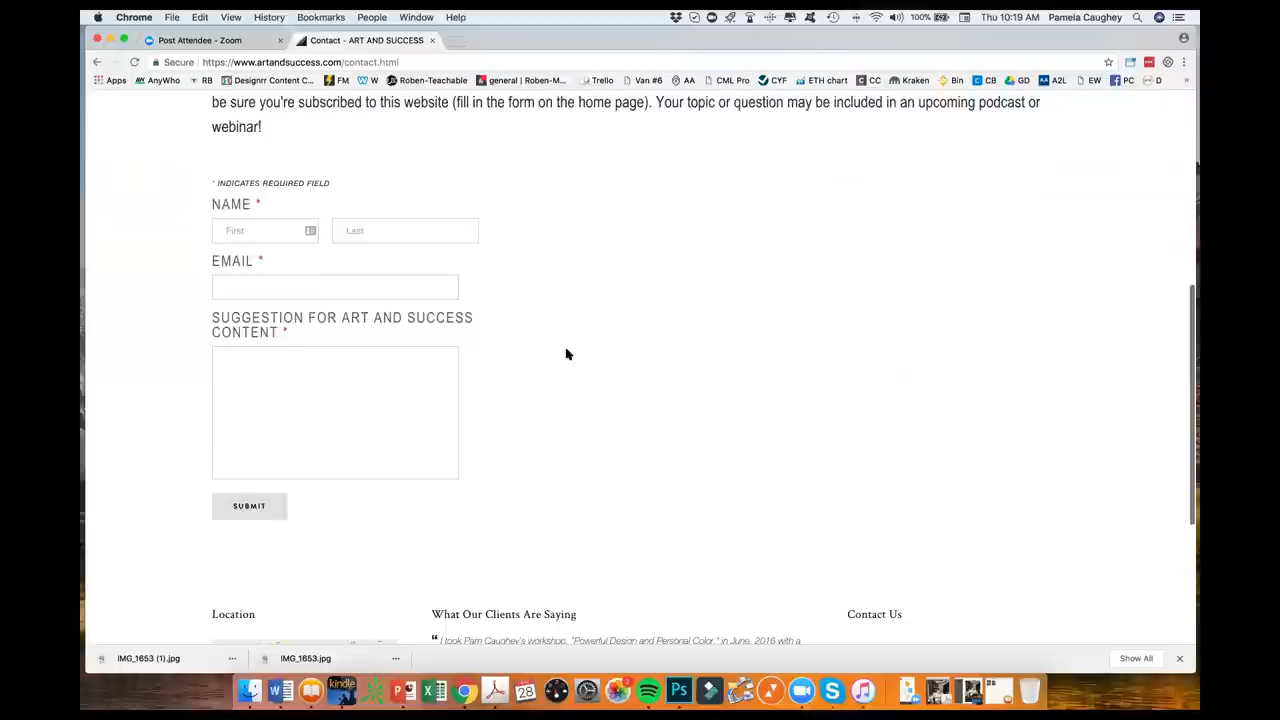 Chrome File Edit View History Bookmarks People Window Help 100% Thu 10:19 AM Pamela Caughey
Post Attendee - Zoom × Contact - ART AND SUCCESS ×
Secure https://www.artandsuccess.com/contact.html
Apps AnyWho RB Designrr Content C... FM W Roben-Teachable general | Roben-M... Trello Van #6 AA CML Pro CYF ETH chart CC Kraken Bin CB GD A2L EW PC D »
be sure you're subscribed to this website (fill in the form on the home page). Your topic or question may be included in an upcoming podcast or
webinar!
* INDICATES REQUIRED FIELD
NAME *
First Last
EMAIL *
SUGGESTION FOR ART AND SUCCESS
CONTENT *
SUBMIT
Location What Our Clients Are Saying Contact Us
❝ I took Pam Caughey's workshop, "Powerful Design and Personal Color," in June, 2016 with a
IMG_1653 (1).jpg ... IMG_1653.jpg ... Show All ×
kindle 28